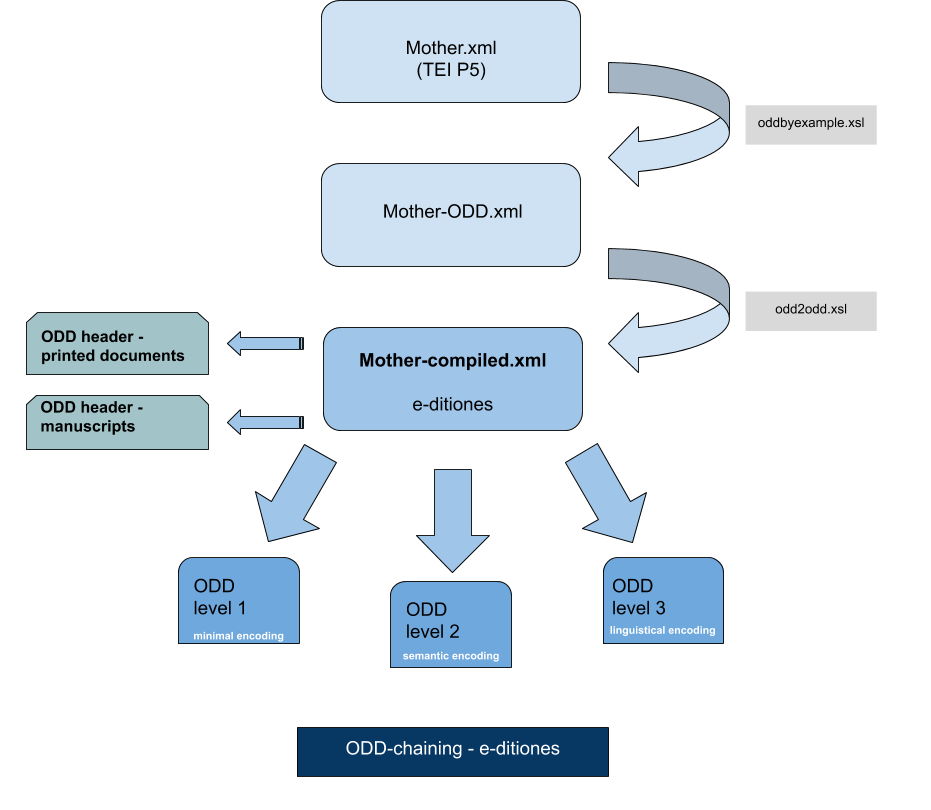 Mother.xml
(TEI P5)
oddbyexample.xsl
Mother-ODD.xml
odd2odd.xsl
ODD header -
printed documents
Mother-compiled.xml
e-ditiones
ODD header -
manuscripts
ODD
level 1
minimal encoding
ODD
level 2
semantic encoding
ODD
level 3
linguistical encoding
ODD-chaining - e-ditiones